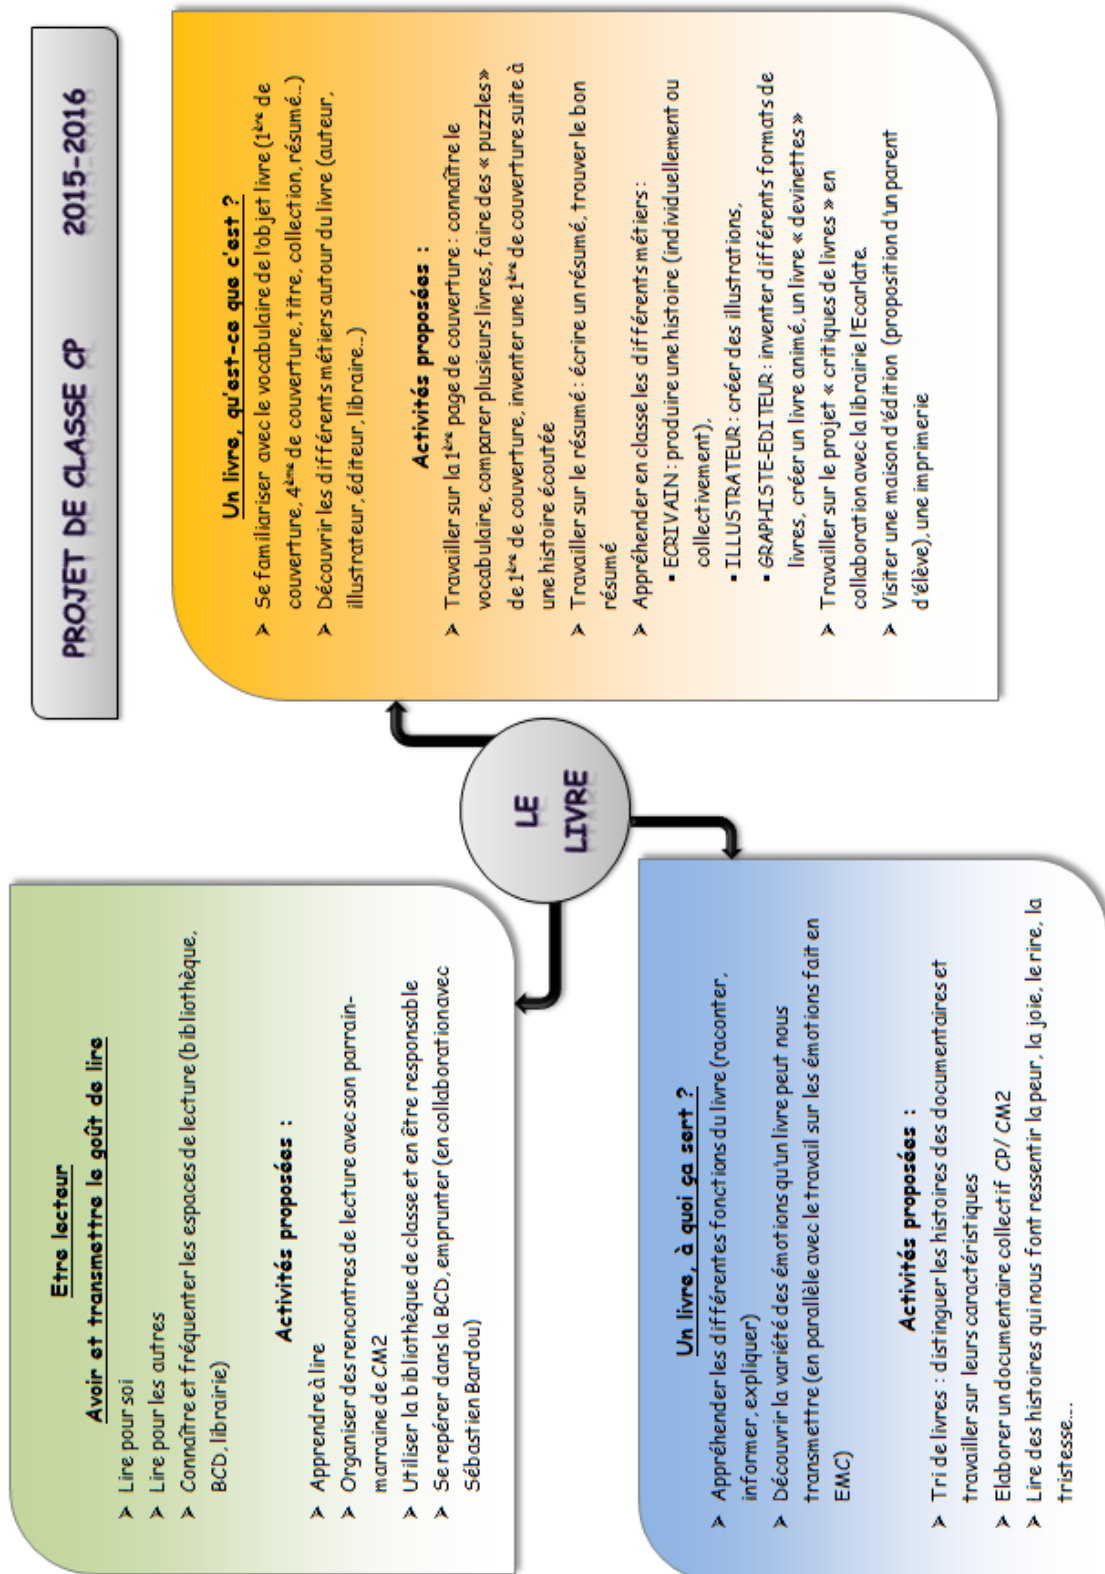 PROJET DE CLASSE CP 2015-2016
Etre lecteur
Avoir et transmettre le goût de lire
➤ Lire pour soi
➤ Lire pour les autres
➤ Connaître et fréquenter les espaces de lecture (bibliothèque,
BCD, librairie)
Activités proposées :
➤ Apprendre à lire
➤ Organiser des rencontres de lecture avec son parrain-
marraine de CM2
➤ Utiliser la bibliothèque de classe et en être responsable
➤ Se repérer dans la BCD, emprunter (en collaboration avec
Sébastien Bardou)
LE
LIVRE
Un livre, qu'est-ce que c'est ?
➤ Se familiariser avec le vocabulaire de l'objet livre (1ère de
couverture, 4ème de couverture, titre, collection, résumé...)
➤ Découvrir les différents métiers autour du livre (auteur,
illustrateur, éditeur, libraire...)
Activités proposées :
➤ Travailler sur la 1ère page de couverture : connaître le
vocabulaire, comparer plusieurs livres, faire des « puzzles»
de 1ère de couverture, inventer une 1ère de couverture suite à
une histoire écoutée
➤ Travailler sur le résumé : écrire un résumé, trouver le bon
résumé
➤ Appréhender en classe les différents métiers :
▪ ECRIVAIN : produire une histoire (individuellement ou
collectivement),
▪ ILLUSTRATEUR : créer des illustrations,
▪ GRAPHISTE-EDITEUR : inventer différents formats de
livres, créer un livre animé, un livre « devinettes »
➤ Travailler sur le projet « critiques de livres » en
collaboration avec la librairie l'Ecarlate.
➤ Visiter une maison d'édition (proposition d'un parent
d'élève), une imprimerie
Un livre, à quoi ça sert ?
➤ Appréhender les différentes fonctions du livre (raconter,
informer, expliquer)
➤ Découvrir la variété des émotions qu'un livre peut nous
transmettre (en parallèle avec le travail sur les émotions fait en
EMC)
Activités proposées :
➤ Tri de livres : distinguer les histoires des documentaires et
travailler sur leurs caractéristiques
➤ Elaborer un documentaire collectif CP/ CM2
➤ Lire des histoires qui nous font ressentir la peur, la joie, le rire, la
tristesse....